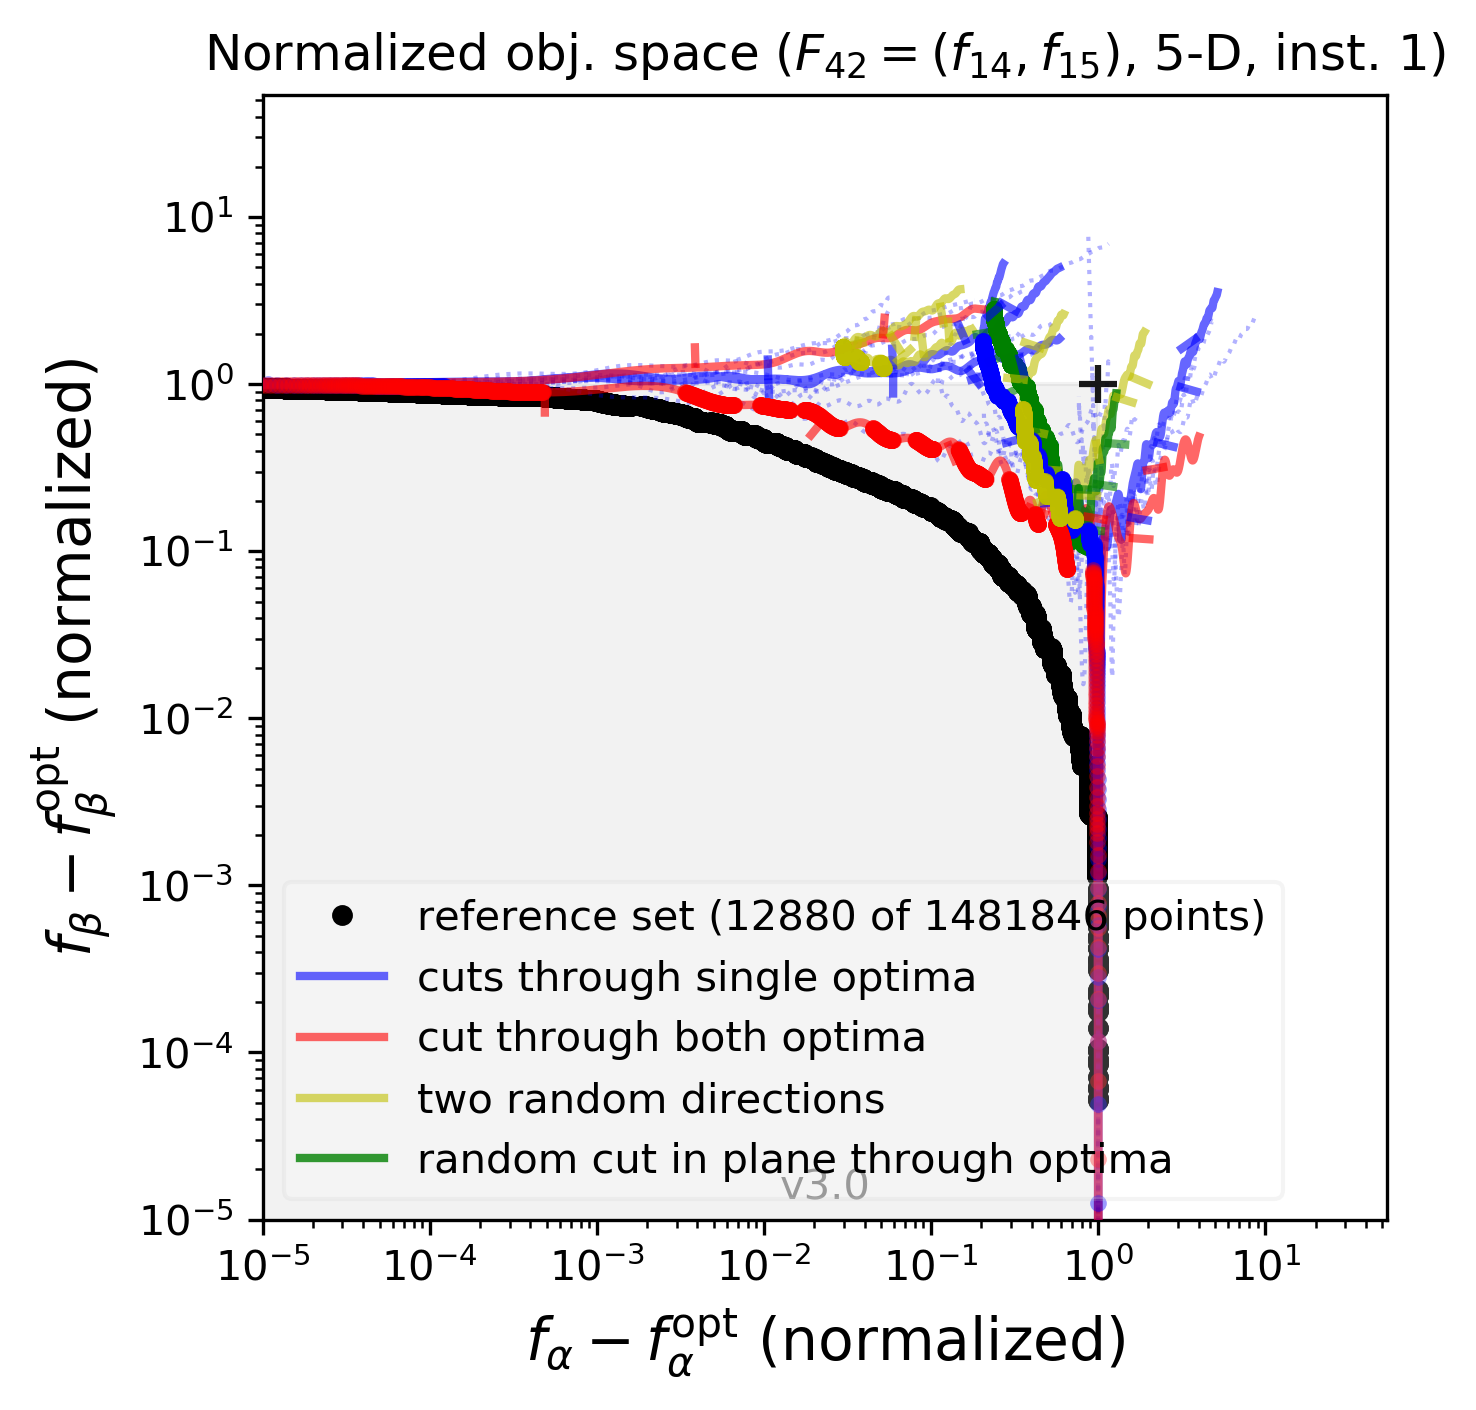 Normalized obj. space (F₄₂ = (f₁₄, f₁₅), 5-D, inst. 1)
10¹
10⁰
10⁻¹
10⁻²
10⁻³
10⁻⁴
10⁻⁵
f_β − f_β^opt (normalized)
reference set (12880 of 1481846 points)
cuts through single optima
cut through both optima
two random directions
random cut in plane through optima
v3.0
10⁻⁵ 10⁻⁴ 10⁻³ 10⁻² 10⁻¹ 10⁰ 10¹
f_α − f_α^opt (normalized)